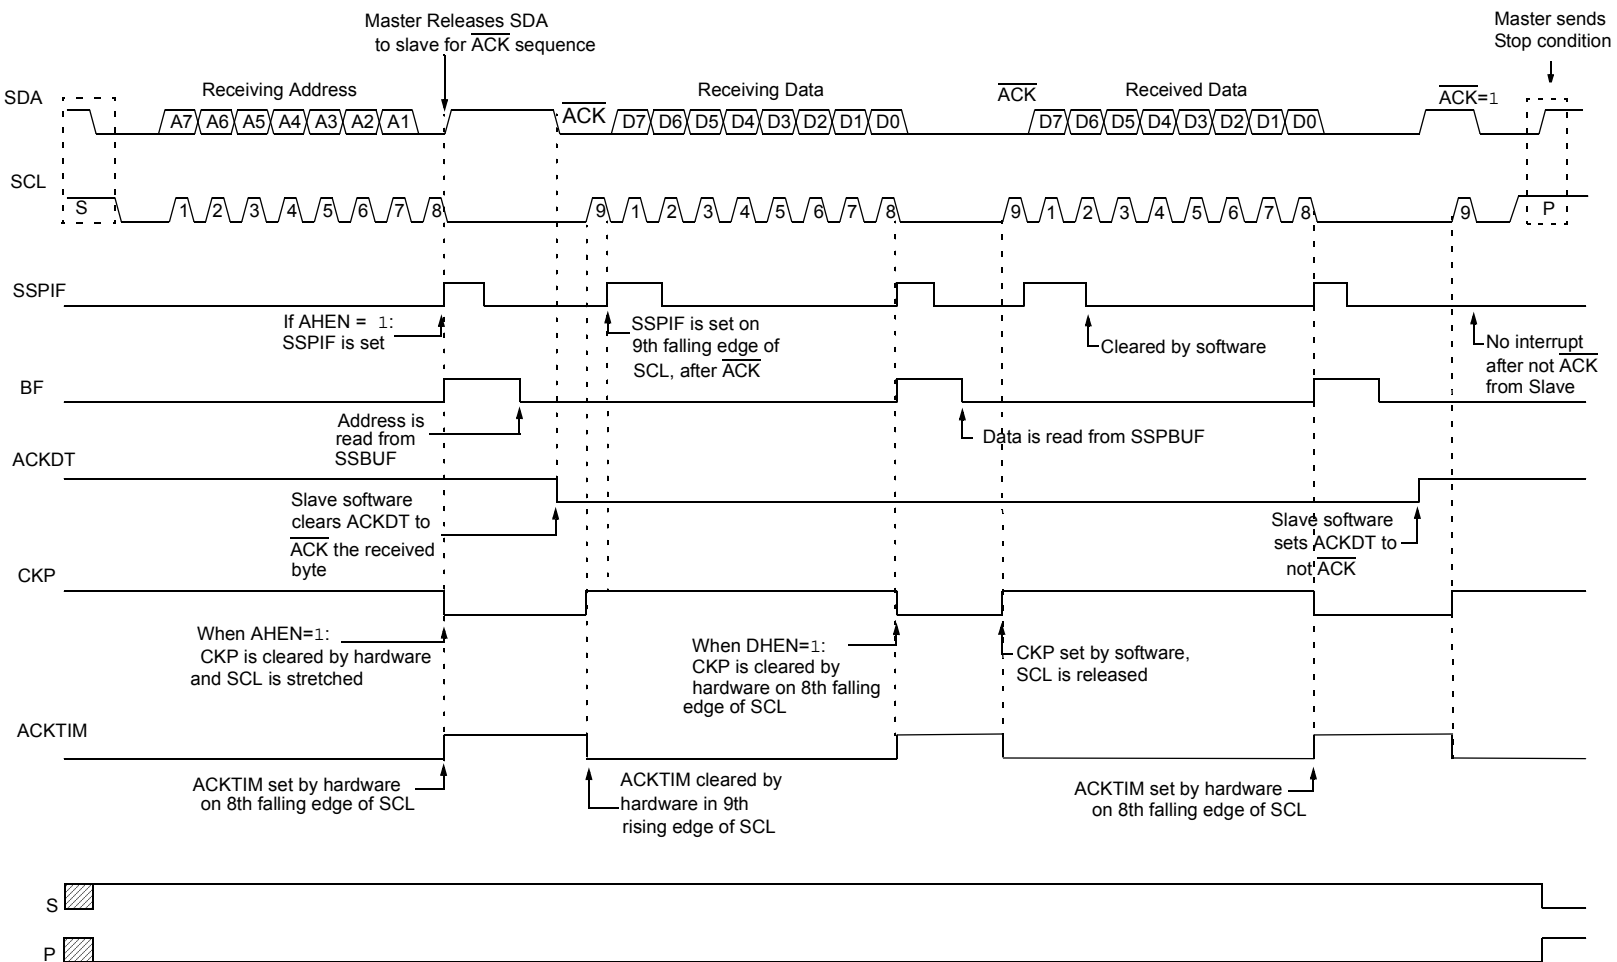 Master Releases SDA
to slave for ACK sequence
Master sends
Stop condition
SDA
Receiving Address
ACK
Receiving Data
ACK
Received Data
ACK=1
A7 A6 A5 A4 A3 A2 A1
D7 D6 D5 D4 D3 D2 D1 D0
D7 D6 D5 D4 D3 D2 D1 D0
SCL
S
1 2 3 4 5 6 7 8
9 1 2 3 4 5 6 7 8
9 1 2 3 4 5 6 7 8
9
P
SSPIF
If AHEN = 1:
SSPIF is set
SSPIF is set on
9th falling edge of
SCL, after ACK
Cleared by software
No interrupt
after not ACK
from Slave
BF
Address is
read from
SSBUF
Data is read from SSPBUF
ACKDT
Slave software
clears ACKDT to
ACK the received
byte
Slave software
sets ACKDT to
not ACK
CKP
When AHEN=1:
CKP is cleared by hardware
and SCL is stretched
When DHEN=1:
CKP is cleared by
hardware on 8th falling
edge of SCL
CKP set by software,
SCL is released
ACKTIM
ACKTIM set by hardware
on 8th falling edge of SCL
ACKTIM cleared by
hardware in 9th
rising edge of SCL
ACKTIM set by hardware
on 8th falling edge of SCL
S
P